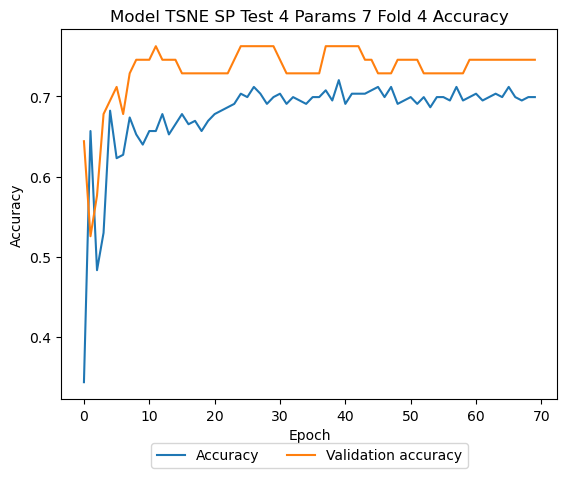 Model TSNE SP Test 4 Params 7 Fold 4 Accuracy
Accuracy
0.7
0.6
0.5
0.4
0 10 20 30 40 50 60 70
Epoch
Accuracy Validation accuracy